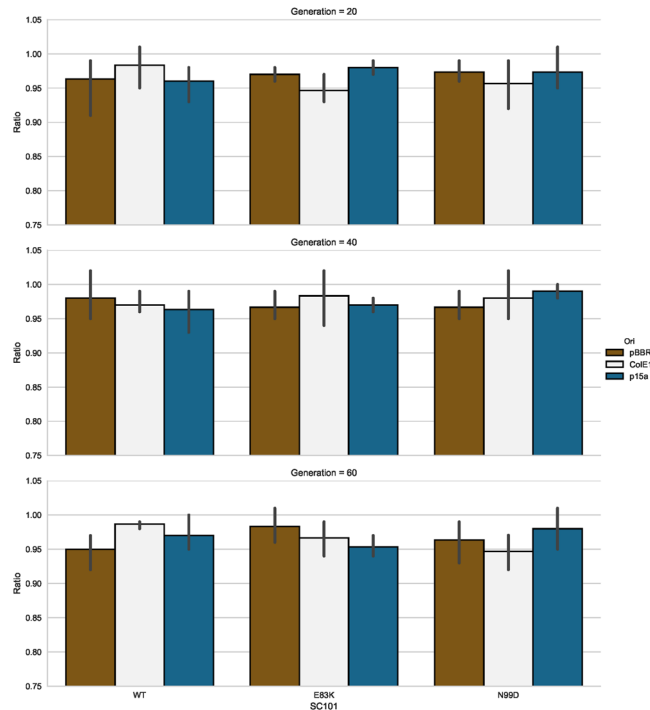 Generation = 20
1.05
1.00
0.95
0.90
0.85
0.80
0.75
Ratio
Generation = 40
1.05
1.00
0.95
0.90
0.85
0.80
0.75
Ratio
Ori
pBBR
ColE1
p15a
Generation = 60
1.05
1.00
0.95
0.90
0.85
0.80
0.75
Ratio
WT E83K N99D
SC101